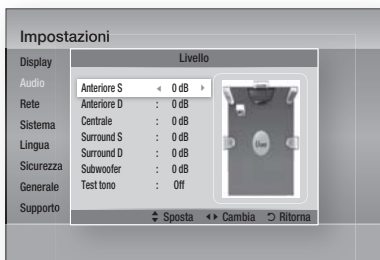 Impostazioni
Display
Audio
Rete
Sistema
Lingua
Sicurezza
Generale
Supporto
Livello
Anteriore S ◄ 0 dB ►
Anteriore D : 0 dB
Centrale : 0 dB
Surround S : 0 dB
Surround D : 0 dB
Subwoofer : 0 dB
Test tono : Off
Sposta Cambia Ritorna